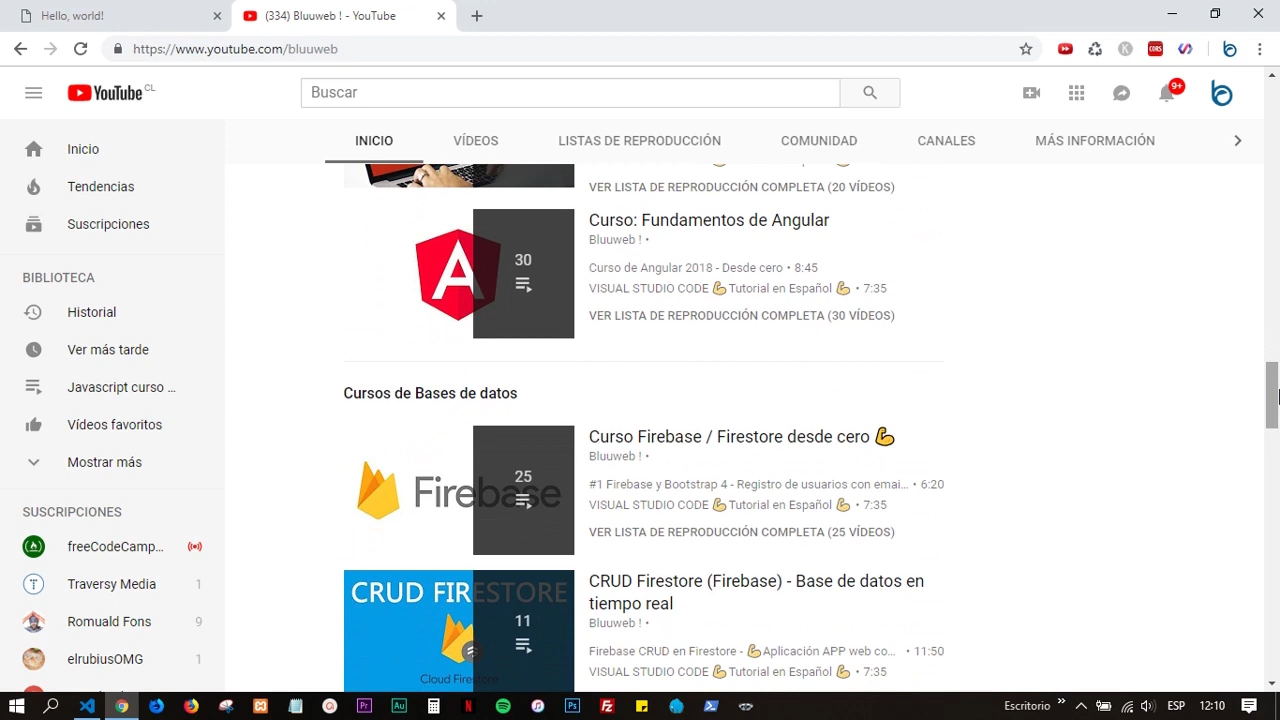 Hello, world!
(334) Bluuweb ! - YouTube
https://www.youtube.com/bluuweb
CORS
YouTube CL
Buscar
9+
INICIO
VÍDEOS
LISTAS DE REPRODUCCIÓN
COMUNIDAD
CANALES
MÁS INFORMACIÓN
Inicio
Tendencias
Suscripciones
BIBLIOTECA
Historial
Ver más tarde
Javascript curso ...
Vídeos favoritos
Mostrar más
SUSCRIPCIONES
freeCodeCamp...
Traversy Media 1
Romuald Fons 9
elrubiusOMG 1
VER LISTA DE REPRODUCCIÓN COMPLETA (20 VÍDEOS)
A
30
Curso: Fundamentos de Angular
Bluuweb ! •
Curso de Angular 2018 - Desde cero • 8:45
VISUAL STUDIO CODE 💪Tutorial en Español 💪 • 7:35
VER LISTA DE REPRODUCCIÓN COMPLETA (30 VÍDEOS)
Cursos de Bases de datos
Firebase
25
Curso Firebase / Firestore desde cero 💪
Bluuweb ! •
#1 Firebase y Bootstrap 4 - Registro de usuarios con emai... • 6:20
VISUAL STUDIO CODE 💪Tutorial en Español 💪 • 7:35
VER LISTA DE REPRODUCCIÓN COMPLETA (25 VÍDEOS)
CRUD FIRESTORE
11
Cloud Firestore
CRUD Firestore (Firebase) - Base de datos en
tiempo real
Bluuweb ! •
Firebase CRUD en Firestore - 💪Aplicación APP web co... • 11:50
VISUAL STUDIO CODE 💪Tutorial en Español 💪 • 7:35
Escritorio
ESP
12:10